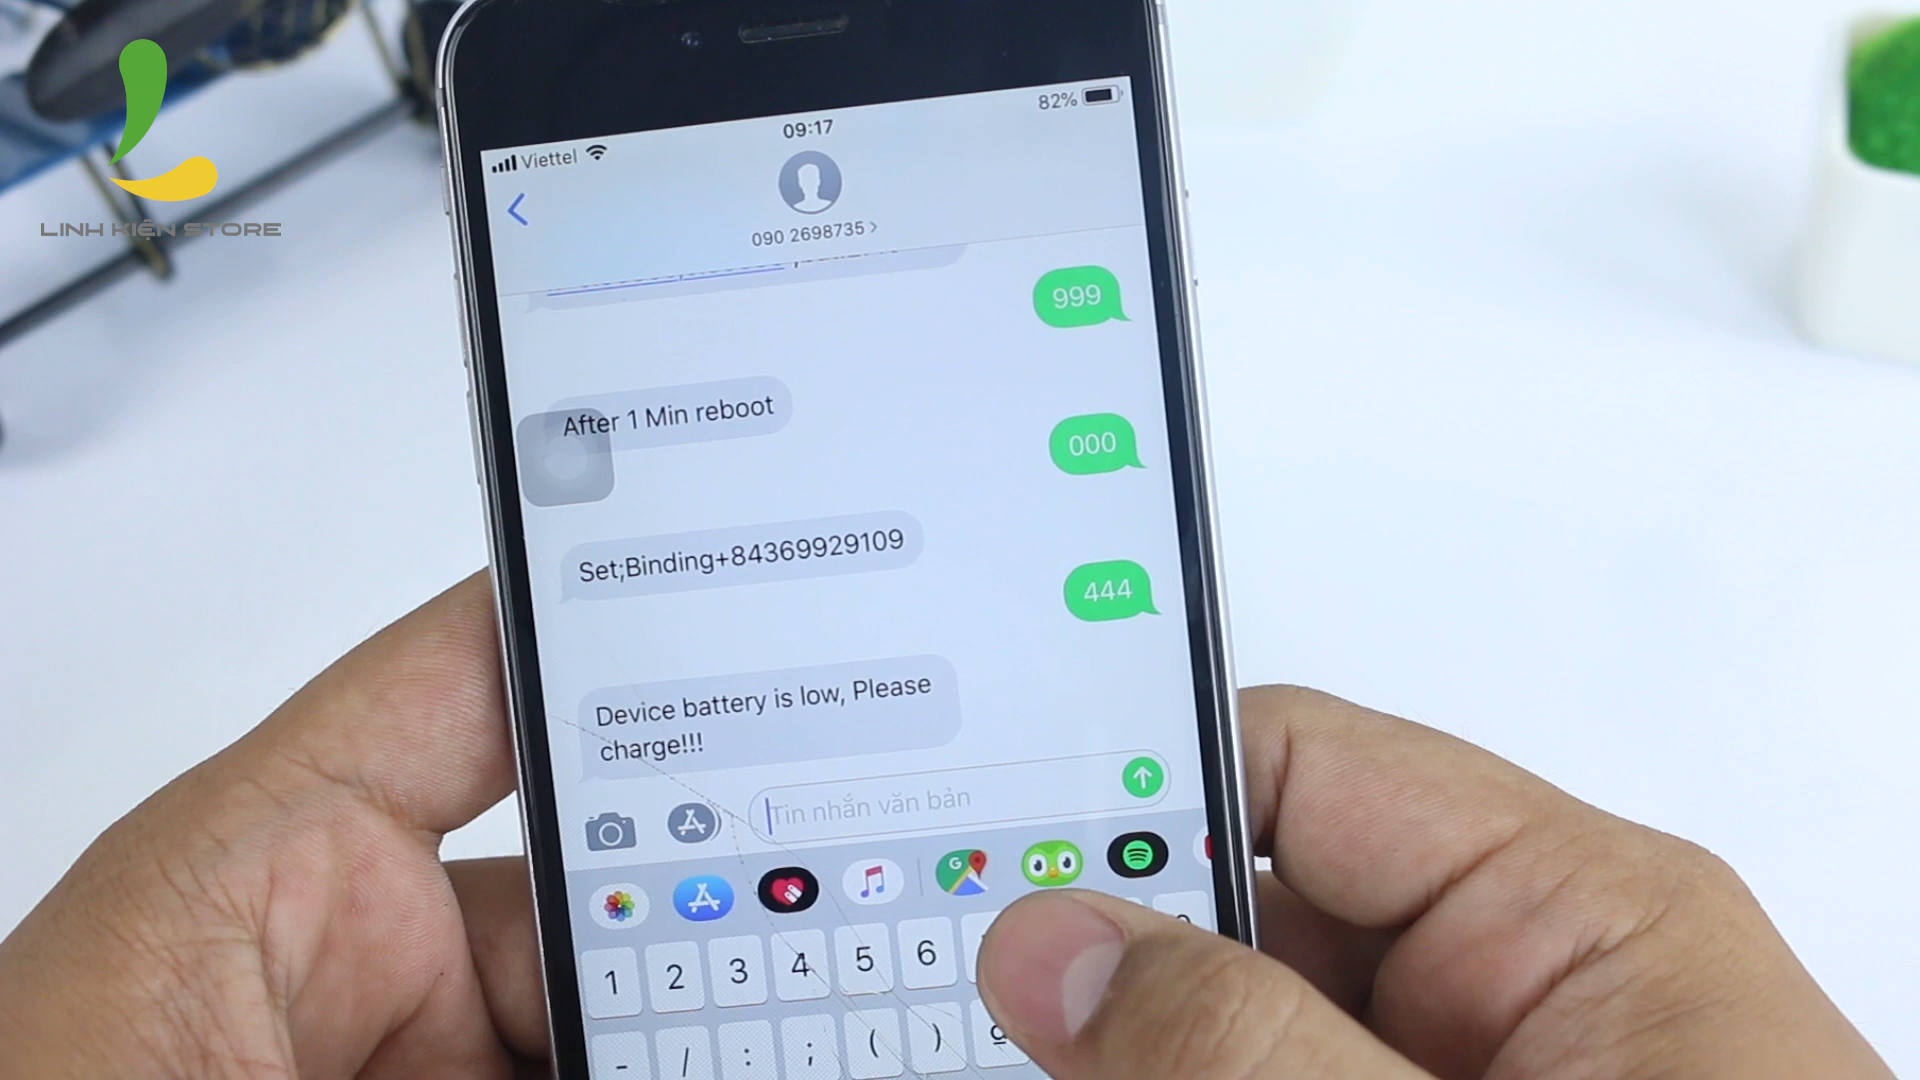 LINH KIỆN STORE
Viettel
09:17
82%
090 2698735
999
After 1 Min reboot
000
Set;Binding+84369929109
444
Device battery is low, Please
charge!!!
Tin nhắn văn bản
G
1 2 3 4 5 6
- / : ; ( )